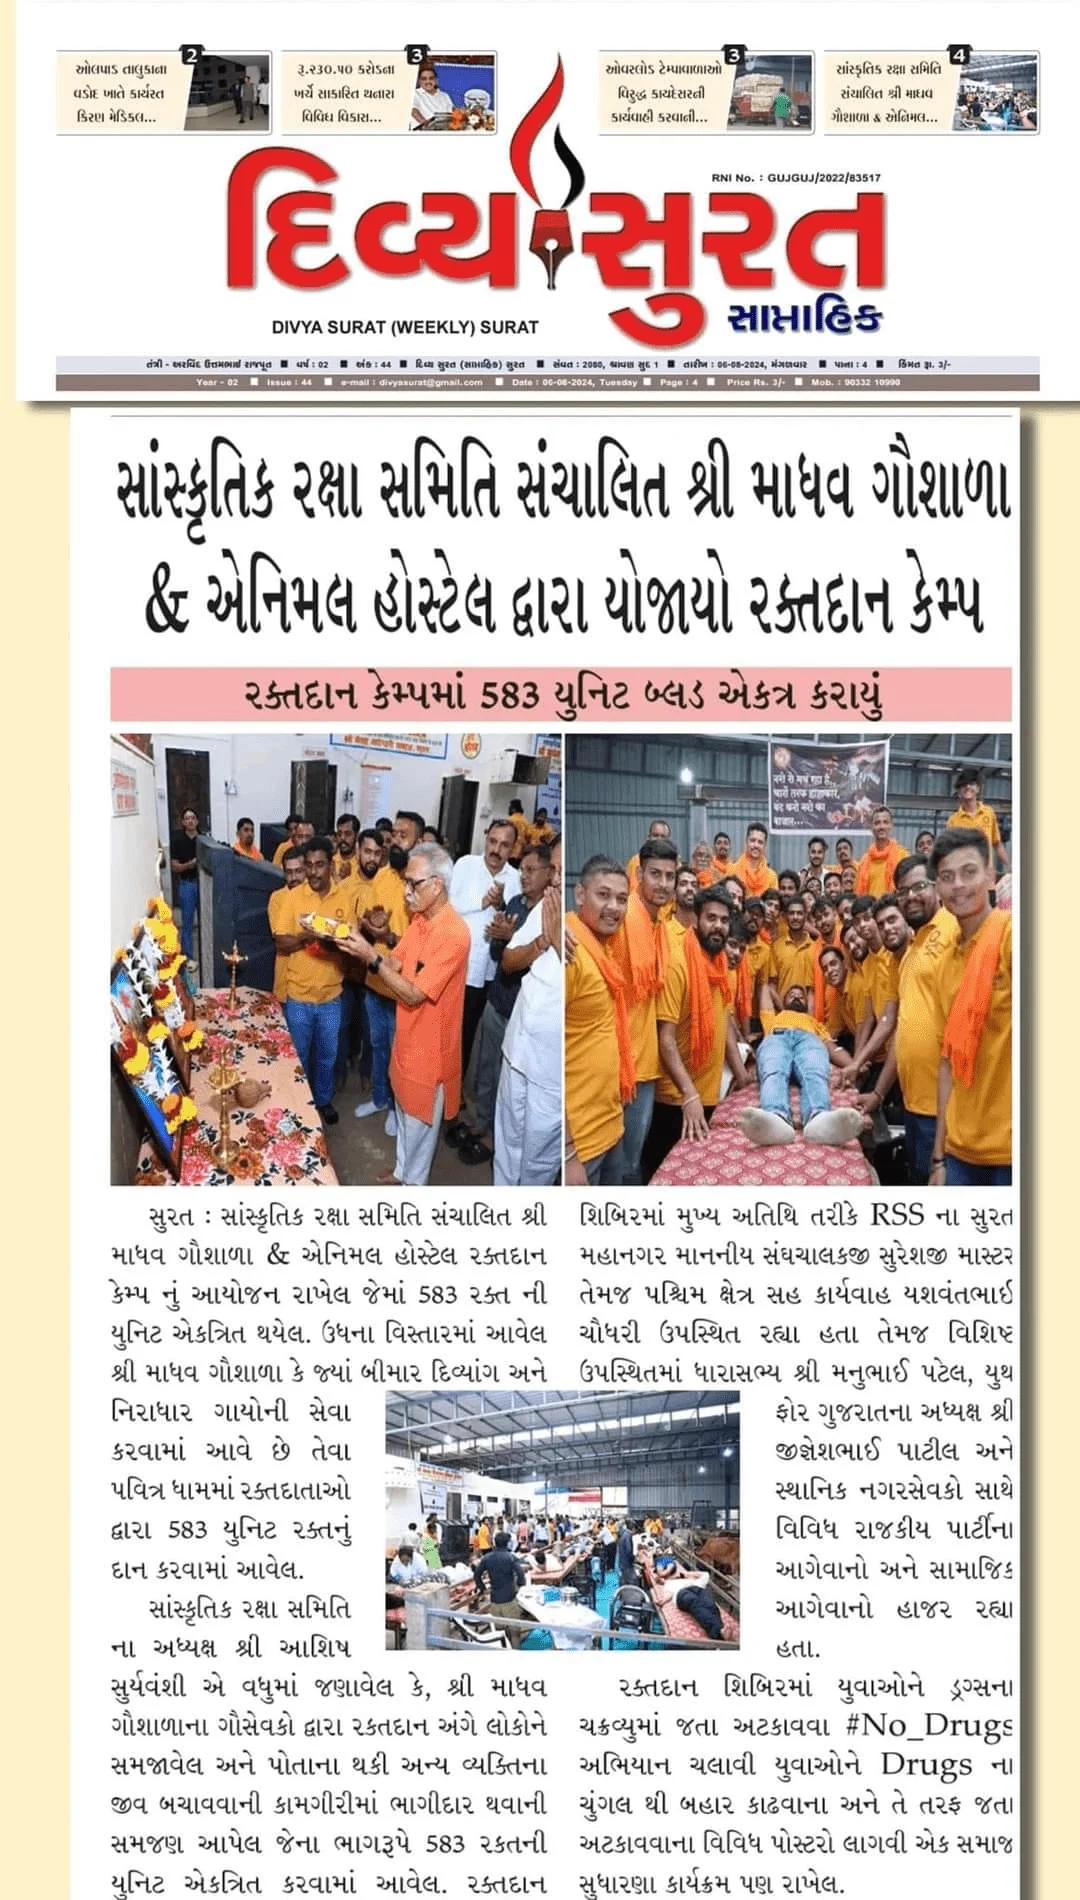 ઓલપાડ તાલુકાના
વડોદ ખાતે કાર્યરત
કિરણ મેડિકલ...
2
રૂ.૨૩૦.૫૦ કરોડના
ખર્ચે સાકારિત થનારા
વિવિધ વિકાસ...
3
ઓવરલોડ ટેમ્પાવાળાઓ
વિરુદ્ધ કાયદેસરની
કાર્યવાહી કરવાની...
3
સાંસ્કૃતિક રક્ષા સમિતિ
સંચાલિત શ્રી માધવ
ગૌશાળા & એનિમલ...
4
RNI No. : GUJGUJ/2022/83517
દિવ્ય સુરત
સાપ્તાહિક
DIVYA SURAT (WEEKLY) SURAT
તંત્રી - અરવિંદ ઉત્તમભાઈ રાજપૂત ■ વર્ષ : 02 ■ અંક : 44 ■ દિવ્ય સુરત (સાપ્તાહિક) સુરત ■ સંવત : 2080, શ્રાવણ સુદ 1 ■ તારીખ : 06-08-2024, મંગળવાર ■ પાના : 4 ■ કિંમત રૂા. 3/-
Year - 02 ■ Issue : 44 ■ e-mail : divyasurat@gmail.com ■ Date : 06-08-2024, Tuesday ■ Page : 4 ■ Price Rs. 3/- ■ Mob. : 90332 10990
સાંસ્કૃતિક રક્ષા સમિતિ સંચાલિત શ્રી માધવ ગૌશાળા
& એનિમલ હોસ્ટેલ દ્વારા યોજાયો રક્તદાન કેમ્પ
રક્તદાન કેમ્પમાં 583 યુનિટ બ્લડ એકત્ર કરાયું
नशे से मच रहा है..
चारों तरफ हाहाकार,
बंद करो नशे का
बाजार...
સુરત : સાંસ્કૃતિક રક્ષા સમિતિ સંચાલિત શ્રી
માધવ ગૌશાળા & એનિમલ હોસ્ટેલ રક્તદાન
કેમ્પ નું આયોજન રાખેલ જેમાં 583 રક્ત ની
યુનિટ એકત્રિત થયેલ. ઉધના વિસ્તારમાં આવેલ
શ્રી માધવ ગૌશાળા કે જ્યાં બીમાર દિવ્યાંગ અને
નિરાધાર ગાયોની સેવા
કરવામાં આવે છે તેવા
પવિત્ર ધામમાં રક્તદાતાઓ
દ્વારા 583 યુનિટ રક્તનું
દાન કરવામાં આવેલ.
સાંસ્કૃતિક રક્ષા સમિતિ
ના અધ્યક્ષ શ્રી આશિષ
સુર્યવંશી એ વધુમાં જણાવેલ કે, શ્રી માધવ
ગૌશાળાના ગૌસેવકો દ્વારા રકતદાન અંગે લોકોને
સમજાવેલ અને પોતાના થકી અન્ય વ્યક્તિના
જીવ બચાવવાની કામગીરીમાં ભાગીદાર થવાની
સમજણ આપેલ જેના ભાગરૂપે 583 રકતની
યુનિટ એકત્રિત કરવામાં આવેલ. રક્તદાન
શિબિરમાં મુખ્ય અતિથિ તરીકે RSS ના સુરત
મહાનગર માનનીય સંઘચાલકજી સુરેશજી માસ્ટર
તેમજ પશ્ચિમ ક્ષેત્ર સહ કાર્યવાહ યશવંતભાઈ
ચૌધરી ઉપસ્થિત રહ્યા હતા તેમજ વિશિષ્ટ
ઉપસ્થિતમાં ધારાસભ્ય શ્રી મનુભાઈ પટેલ, યુથ
ફોર ગુજરાતના અધ્યક્ષ શ્રી
જીજ્ઞેશભાઈ પાટીલ અને
સ્થાનિક નગરસેવકો સાથે
વિવિધ રાજકીય પાર્ટીના
આગેવાનો અને સામાજિક
આગેવાનો હાજર રહ્યા
હતા.
રક્તદાન શિબિરમાં યુવાઓને ડ્રગ્સના
ચક્રવ્યુમાં જતા અટકાવવા #No_Drugs
અભિયાન ચલાવી યુવાઓને Drugs ના
ચુંગલ થી બહાર કાઢવાના અને તે તરફ જતા
અટકાવવાના વિવિધ પોસ્ટરો લાગવી એક સમાજ
સુધારણા કાર્યક્રમ પણ રાખેલ.